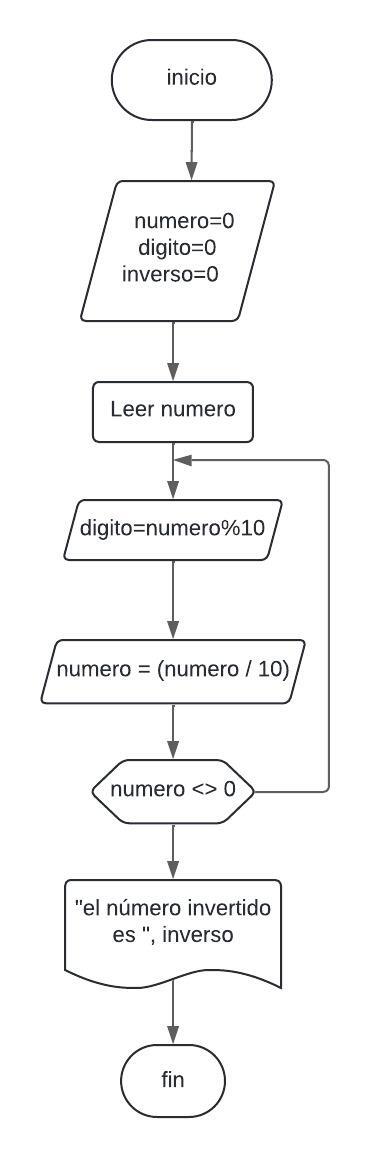 inicio
numero=0
digito=0
inverso=0
Leer numero
digito=numero%10
numero = (numero / 10)
numero <> 0
"el número invertido
es ", inverso
fin